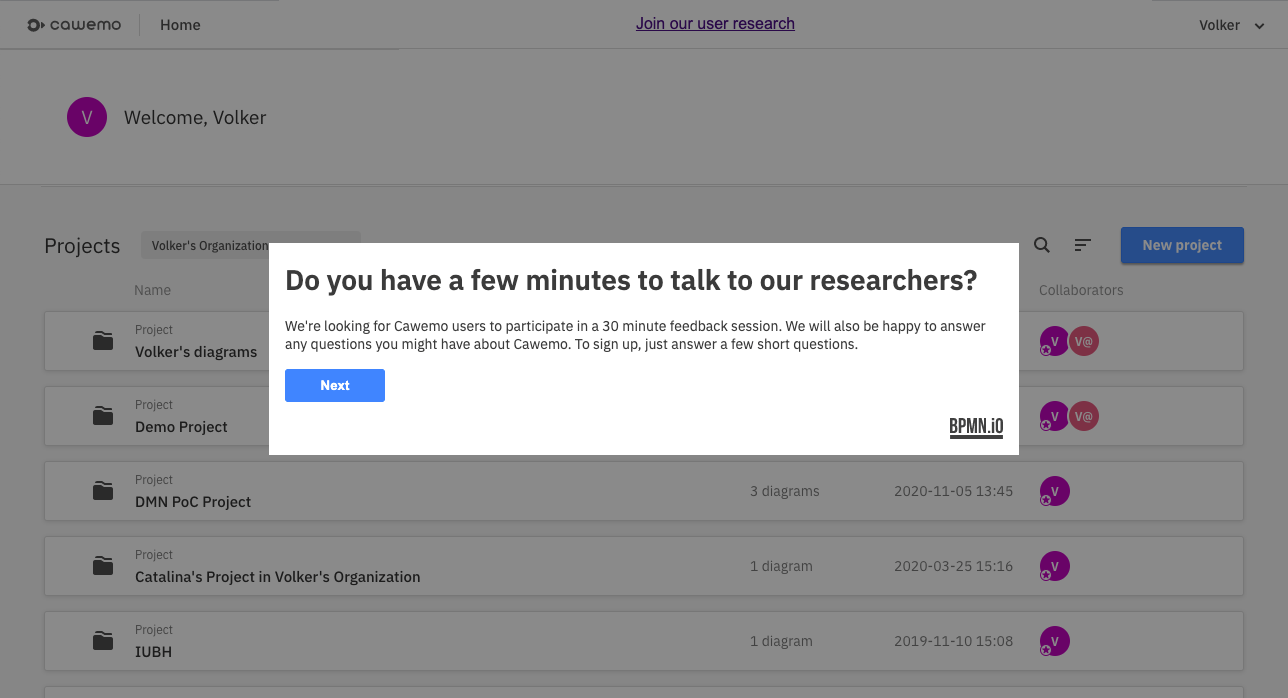 cawemo
Home
Join our user research
Volker
V
Welcome, Volker
Projects
Volker's Organization
New project
Name
Collaborators
Do you have a few minutes to talk to our researchers?
We're looking for Cawemo users to participate in a 30 minute feedback session. We will also be happy to answer
any questions you might have about Cawemo. To sign up, just answer a few short questions.
Next
BPMN.iO
Project
Volker's diagrams
V V@
Project
Demo Project
V V@
Project
DMN PoC Project
3 diagrams 2020-11-05 13:45 V
Project
Catalina's Project in Volker's Organization
1 diagram 2020-03-25 15:16 V
Project
IUBH
1 diagram 2019-11-10 15:08 V